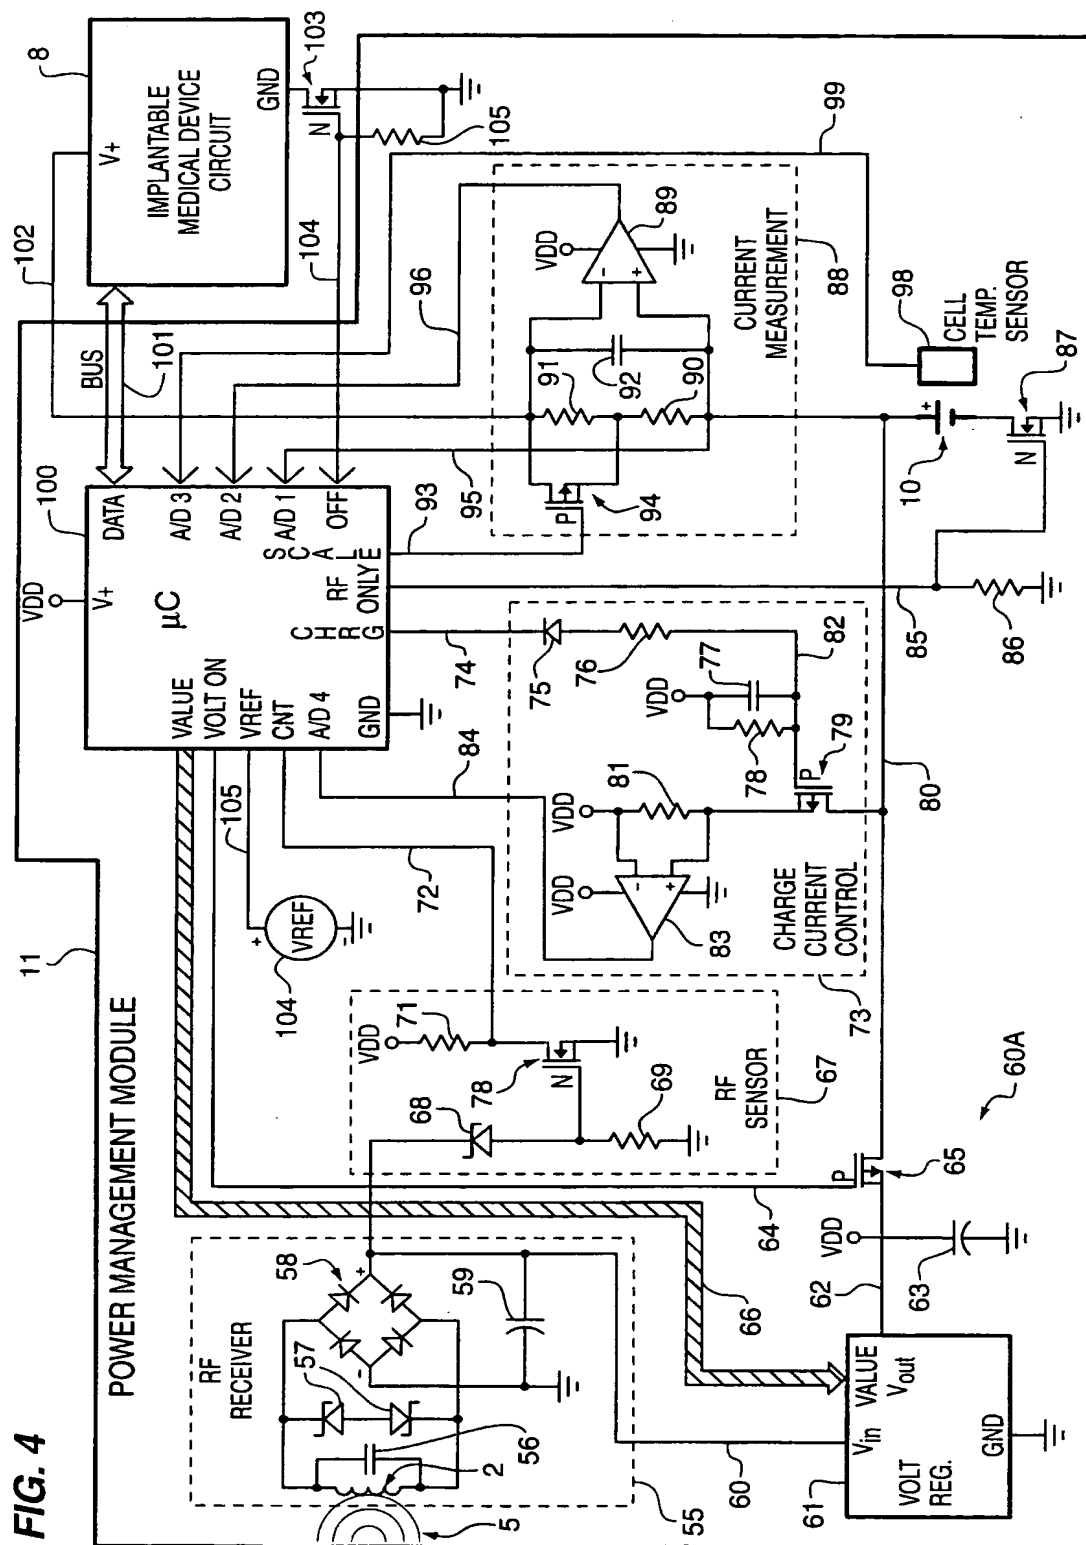 FIG. 4
POWER MANAGEMENT MODULE
11
RF
RECEIVER
5
2
56
57
58
59
55
60
61
V in
VALUE
V out
VOLT
REG.
GND
62
63
VDD
64
P
65
66
60A
RF
SENSOR
67
68
69
VDD
71
78
N
72
104
VREF
+
-
105
CHARGE
CURRENT
CONTROL
73
VDD
VDD
81
83
-
+
84
VDD
77
78
79
P
80
82
76
75
74
VDD
100
V+
µC
VALUE
VOLT ON
VREF
CNT
A/D 4
GND
CHRG
RF
ONLY
SCALE
DATA
A/D 3
A/D 2
A/D 1
OFF
85
86
93
94
P
95
96
91
92
90
VDD
89
-
+
CURRENT
MEASUREMENT
88
10
+
N
87
98
CELL
TEMP.
SENSOR
99
BUS
101
102
8
V+
IMPLANTABLE
MEDICAL DEVICE
CIRCUIT
GND
103
N
104
105